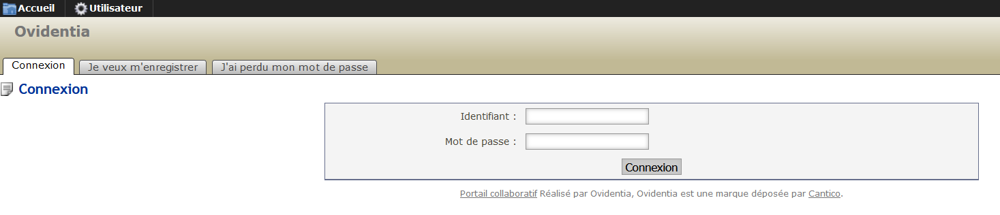 Accueil Utilisateur
Ovidentia
Connexion Je veux m'enregistrer J'ai perdu mon mot de passe
Connexion
Identifiant :
Mot de passe :
Connexion
Portail collaboratif Réalisé par Ovidentia, Ovidentia est une marque déposée par Cantico.